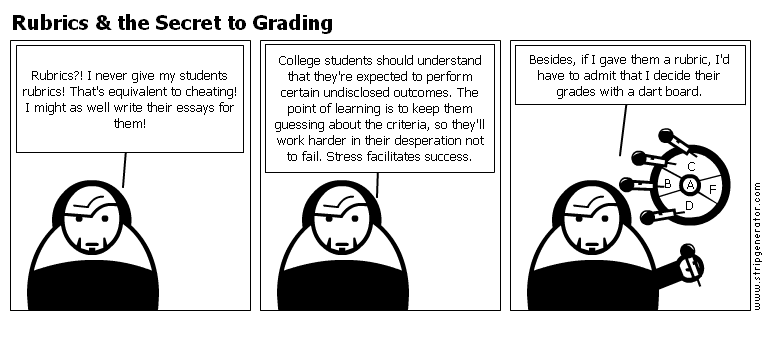 Rubrics & the Secret to Grading
Rubrics?! I never give my students
rubrics! That's equivalent to cheating!
I might as well write their essays for
them!
College students should understand
that they're expected to perform
certain undisclosed outcomes. The
point of learning is to keep them
guessing about the criteria, so they'll
work harder in their desperation not
to fail. Stress facilitates success.
Besides, if I gave them a rubric, I'd
have to admit that I decide their
grades with a dart board.
C
B
A
F
D
www.stripgenerator.com